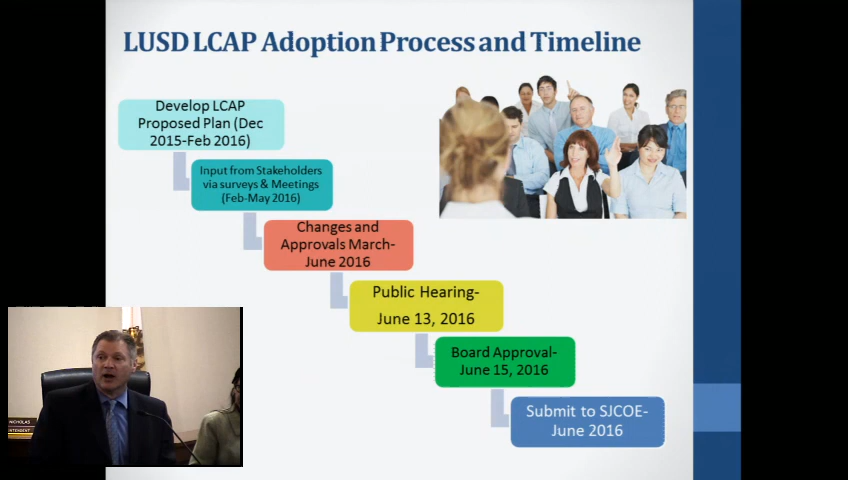 LUSD LCAP Adoption Process and Timeline
Develop LCAP
Proposed Plan (Dec
2015-Feb 2016)
Input from Stakeholders
via surveys & Meetings
(Feb-May 2016)
Changes and
Approvals March-
June 2016
Public Hearing-
June 13, 2016
Board Approval-
June 15, 2016
Submit to SJCOE-
June 2016
NICHOLAS